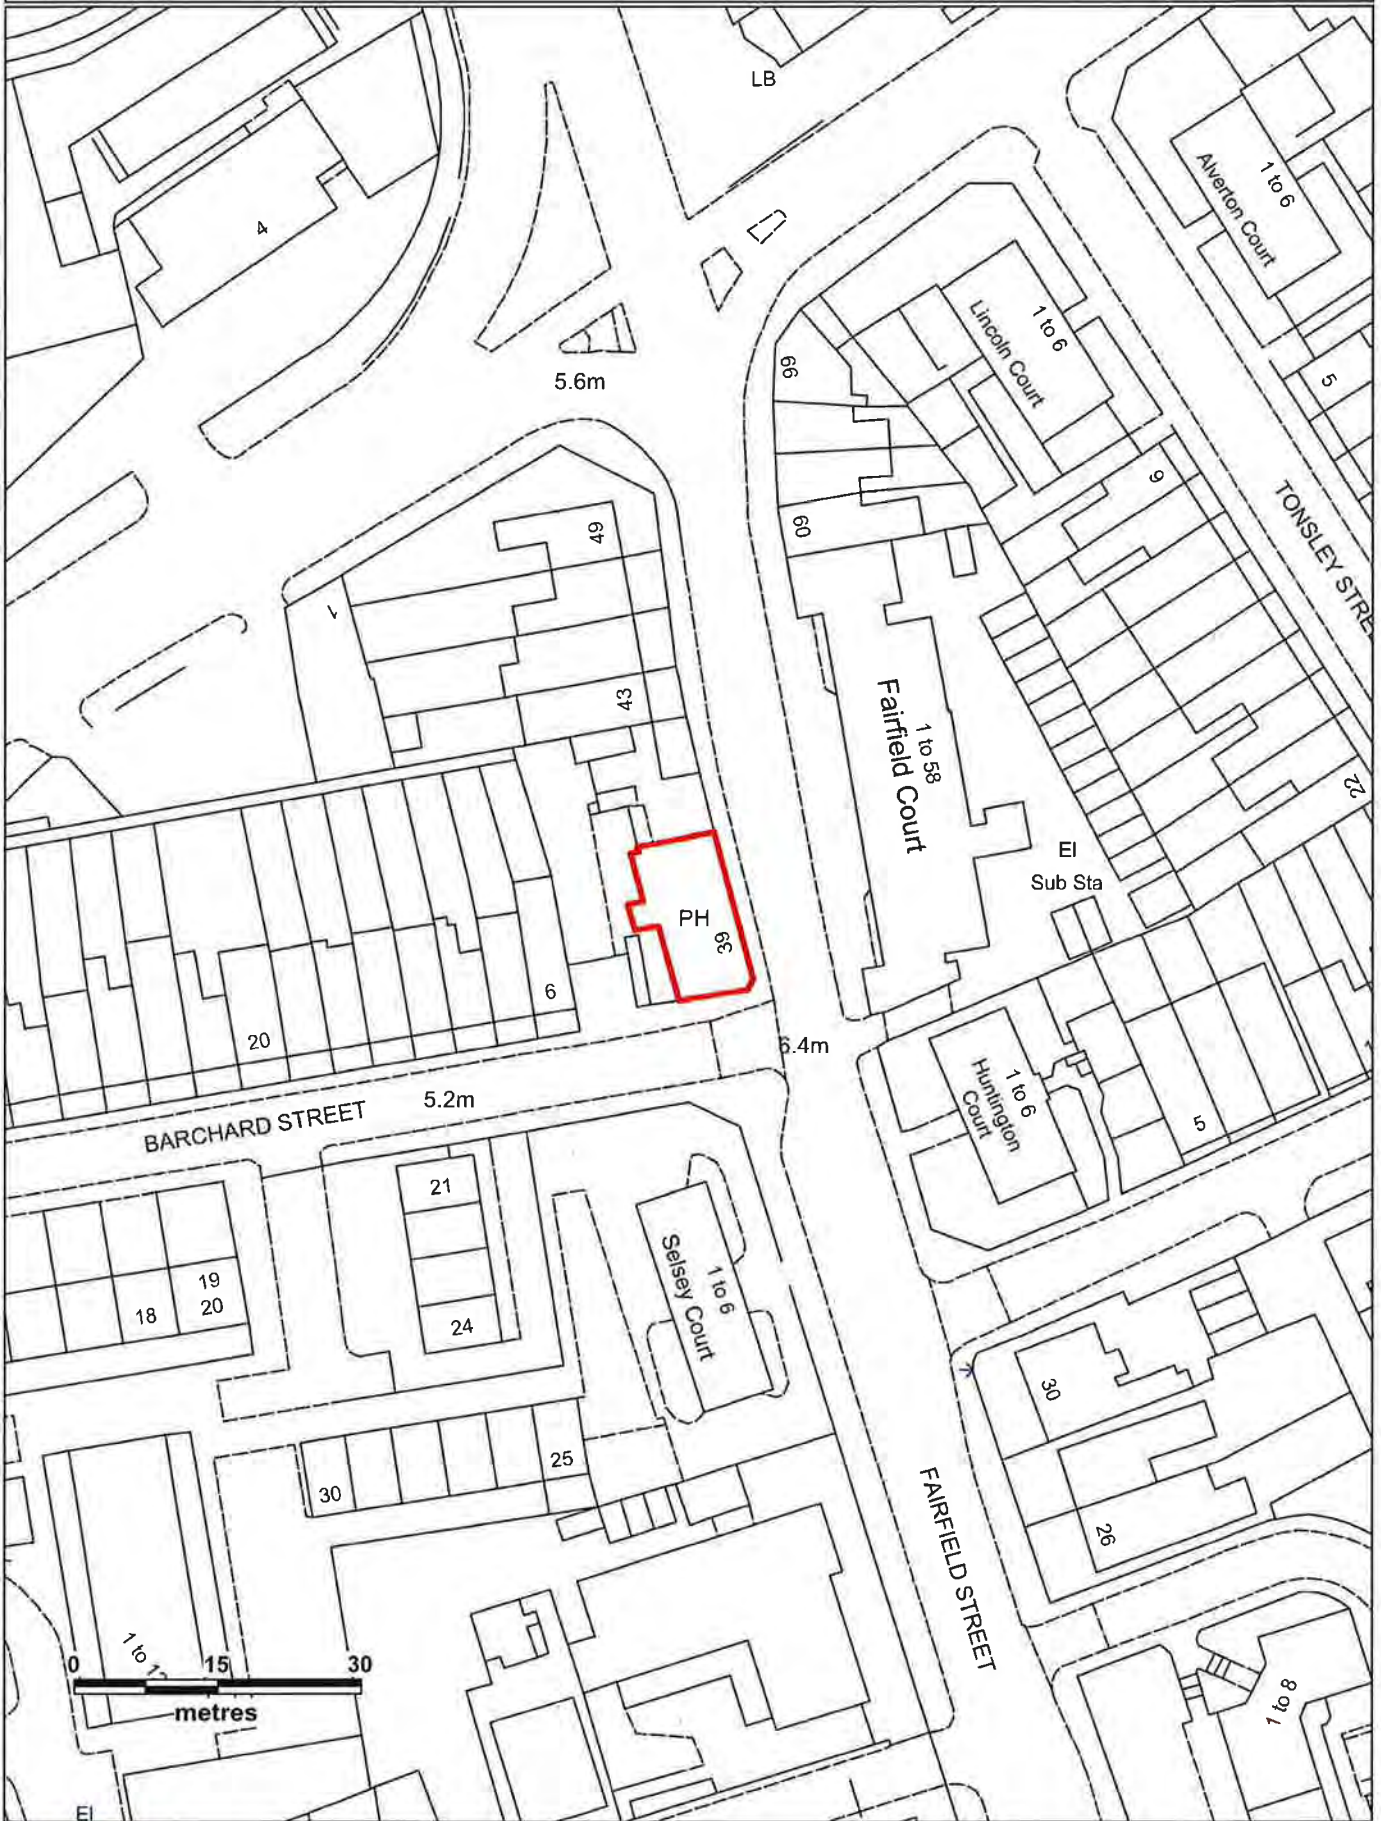 LB
4
1 to 6
Alverton Court
5.6m
66
1 to 6
Lincoln Court
5
9
49
60
TONSLEY STREE
1
43
1 to 58
Fairfield Court
22
El
Sub Sta
PH
39
6
20
6.4m
BARCHARD STREET
5.2m
1 to 6
Huntington
Court
5
21
19
20
18
24
1 to 6
Selsey Court
30
25
30
26
FAIRFIELD STREET
1 to 8
0 15 30
metres
El